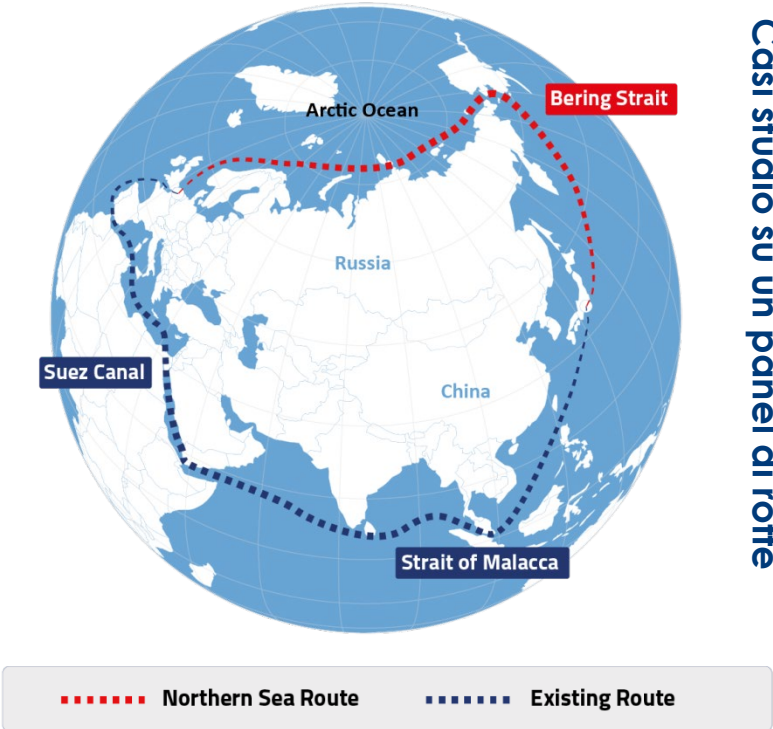 Arctic Ocean
Bering Strait
Russia
Suez Canal
China
Strait of Malacca
Northern Sea Route
Existing Route
Casi studio su un panel di rotte